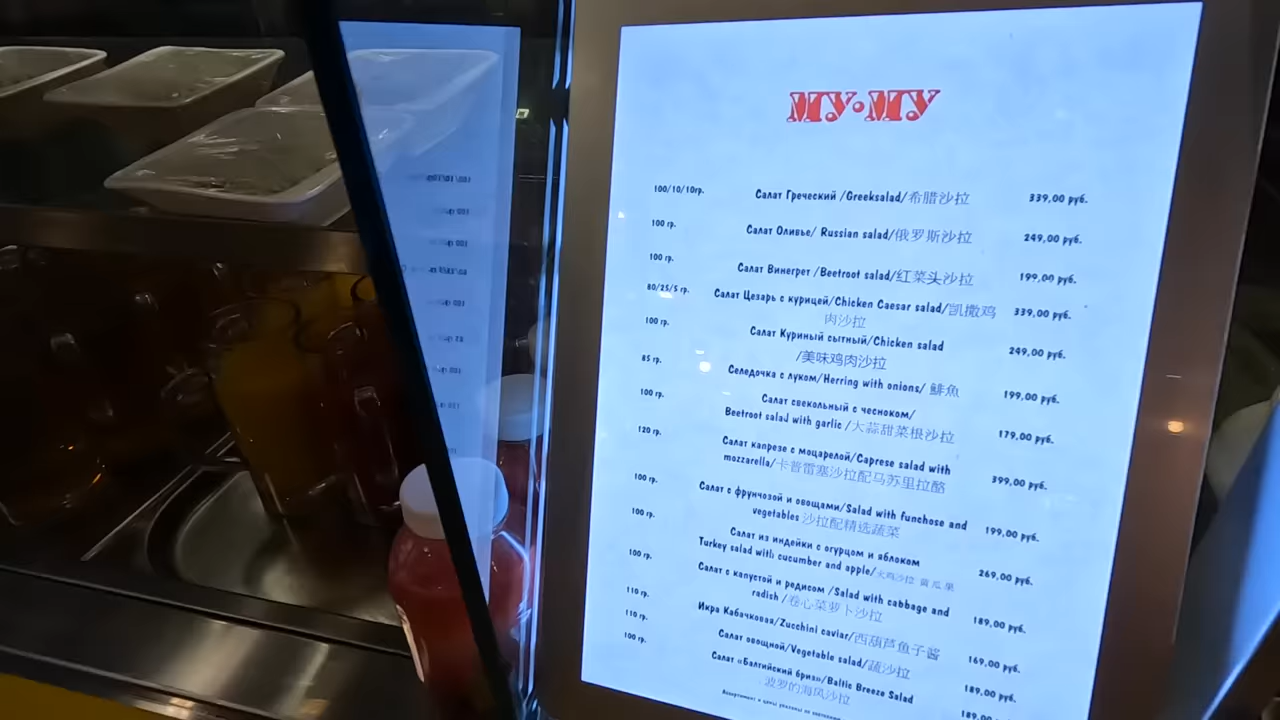 МУ•МУ
100/10/10гр. Салат Греческий /Greeksalad/希腊沙拉 339,00 руб.
100 гр. Салат Оливье/ Russian salad/俄罗斯沙拉 249,00 руб.
100 гр. Салат Винегрет /Beetroot salad/红菜头沙拉 199,00 руб.
80/25/5 гр. Салат Цезарь с курицей/Chicken Caesar salad/凯撒鸡 339,00 руб.
肉沙拉
100 гр. Салат Куриный сытный/Chicken salad 249,00 руб.
/美味鸡肉沙拉
85 гр. Селедочка с луком/Herring with onions/ 鲱魚 199,00 руб.
100 гр. Салат свекольный с чесноком/ 179,00 руб.
Beetroot salad with garlic /大蒜甜菜根沙拉
120 гр. Салат капрезе с моцарелой/Caprese salad with 399,00 руб.
mozzarella/卡普雷塞沙拉配马苏里拉酪
100 гр. Салат с фрунчозой и овощами/Salad with funchose and 199,00 руб.
vegetables 沙拉配精选蔬菜
100 гр. Салат из индейки с огурцом и яблоком 269,00 руб.
Turkey salad with cucumber and apple/火鸡沙拉 黄瓜 果
100 гр. Салат с капустой и редисом /Salad with cabbage and 189,00 руб.
radish /卷心菜萝卜沙拉
110 гр. Икра Кабачковая/Zucchini caviar/西葫芦鱼子酱 169,00 руб.
110 гр. Салат овощной/Vegetable salad/蔬沙拉 189,00 руб.
100 гр. Салат «Балтийский бриз»/Baltic Breeze Salad 189,00 руб.
波罗的海风沙拉
Ассортимент и цены указаны